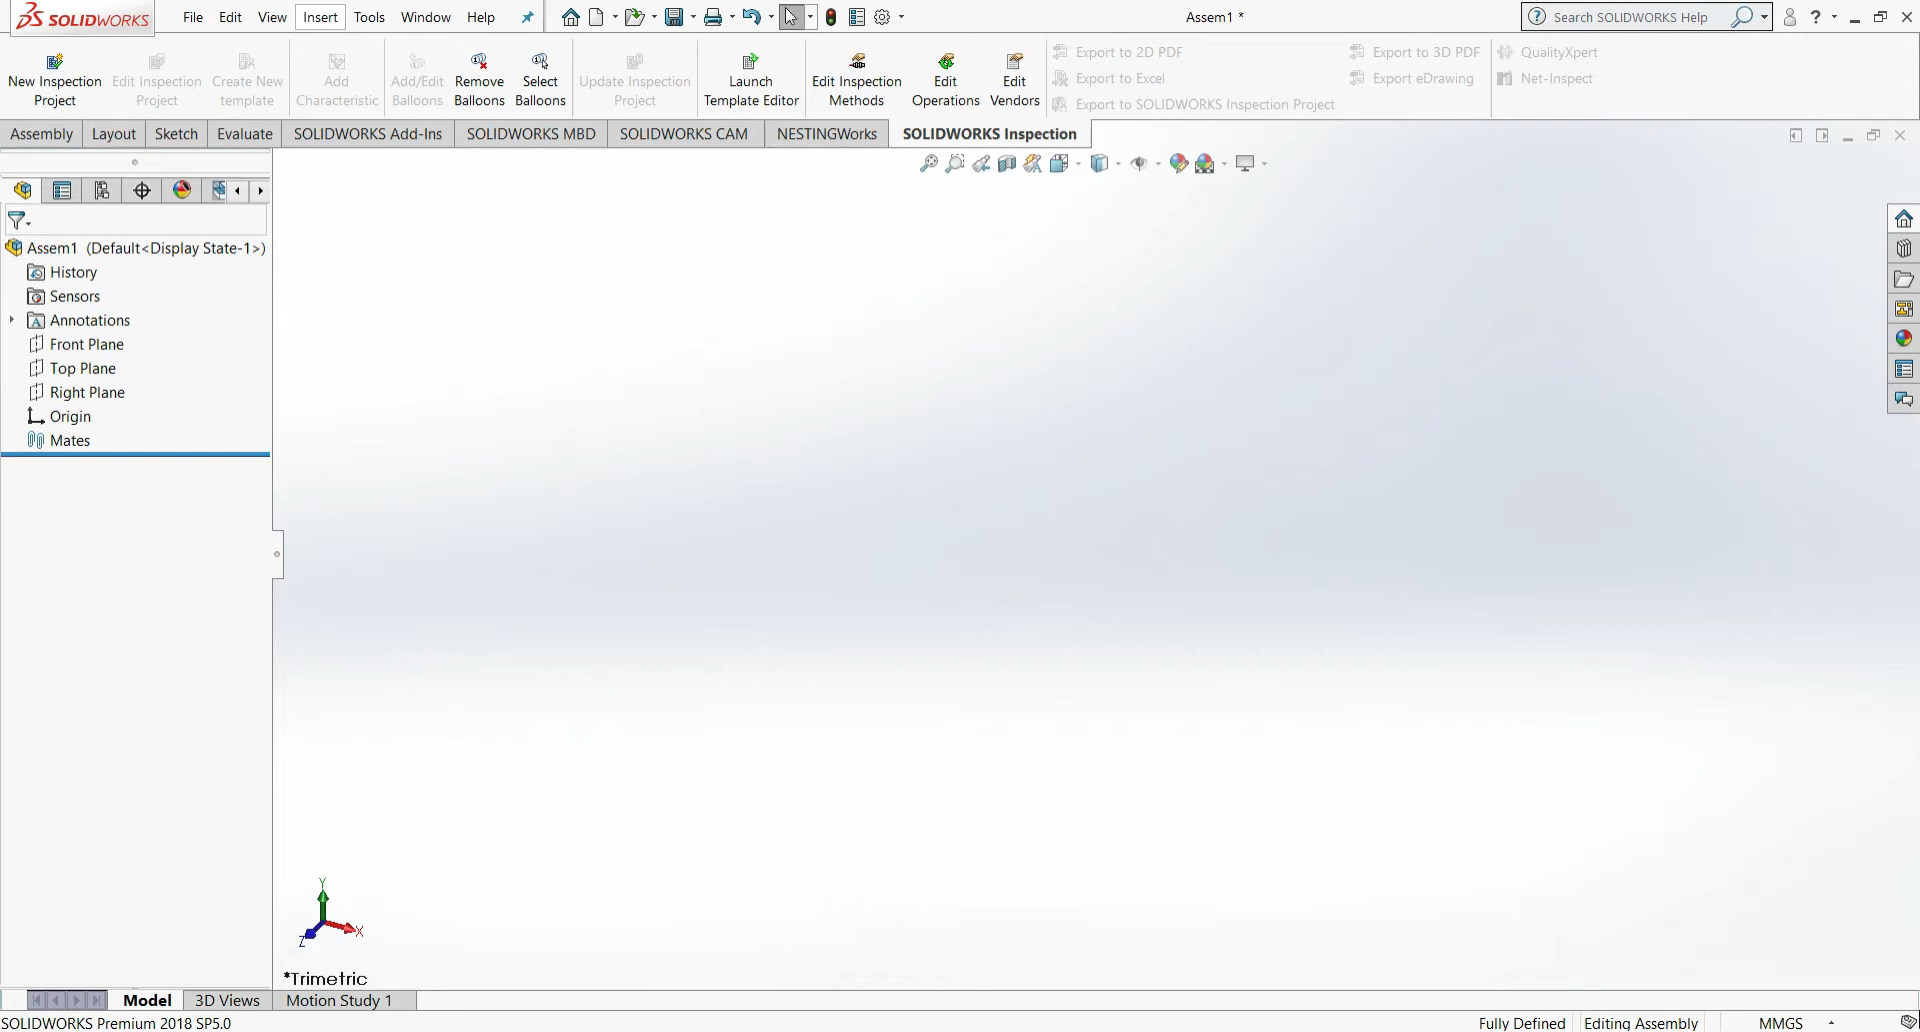 SOLIDWORKS File Edit View Insert Tools Window Help Assem1 * Search SOLIDWORKS Help ?
New Inspection Project
Edit Inspection Project
Create New template
Add Characteristic
Add/Edit Balloons
Remove Balloons
Select Balloons
Update Inspection Project
Launch Template Editor
Edit Inspection Methods
Edit Operations
Edit Vendors
Export to 2D PDF
Export to Excel
Export to SOLIDWORKS Inspection Project
Export to 3D PDF
Export eDrawing
QualityXpert
Net-Inspect
Assembly Layout Sketch Evaluate SOLIDWORKS Add-Ins SOLIDWORKS MBD SOLIDWORKS CAM NESTINGWorks SOLIDWORKS Inspection
Assem1 (Default<Display State-1>)
History
Sensors
Annotations
Front Plane
Top Plane
Right Plane
Origin
Mates
Y
X
Z
*Trimetric
Model 3D Views Motion Study 1
SOLIDWORKS Premium 2018 SP5.0 Fully Defined Editing Assembly MMGS